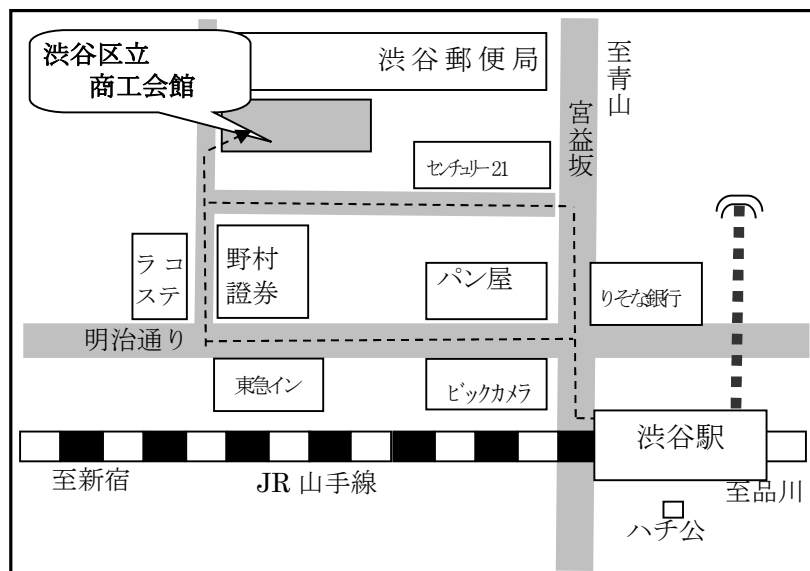 渋谷区立
商工会館
渋谷郵便局
至青山
宮益坂
センチュリー21
ラコ
ステ
野村
證券
パン屋
りそな銀行
明治通り
東急イン
ビックカメラ
渋谷駅
至新宿
JR 山手線
至品川
ハチ公